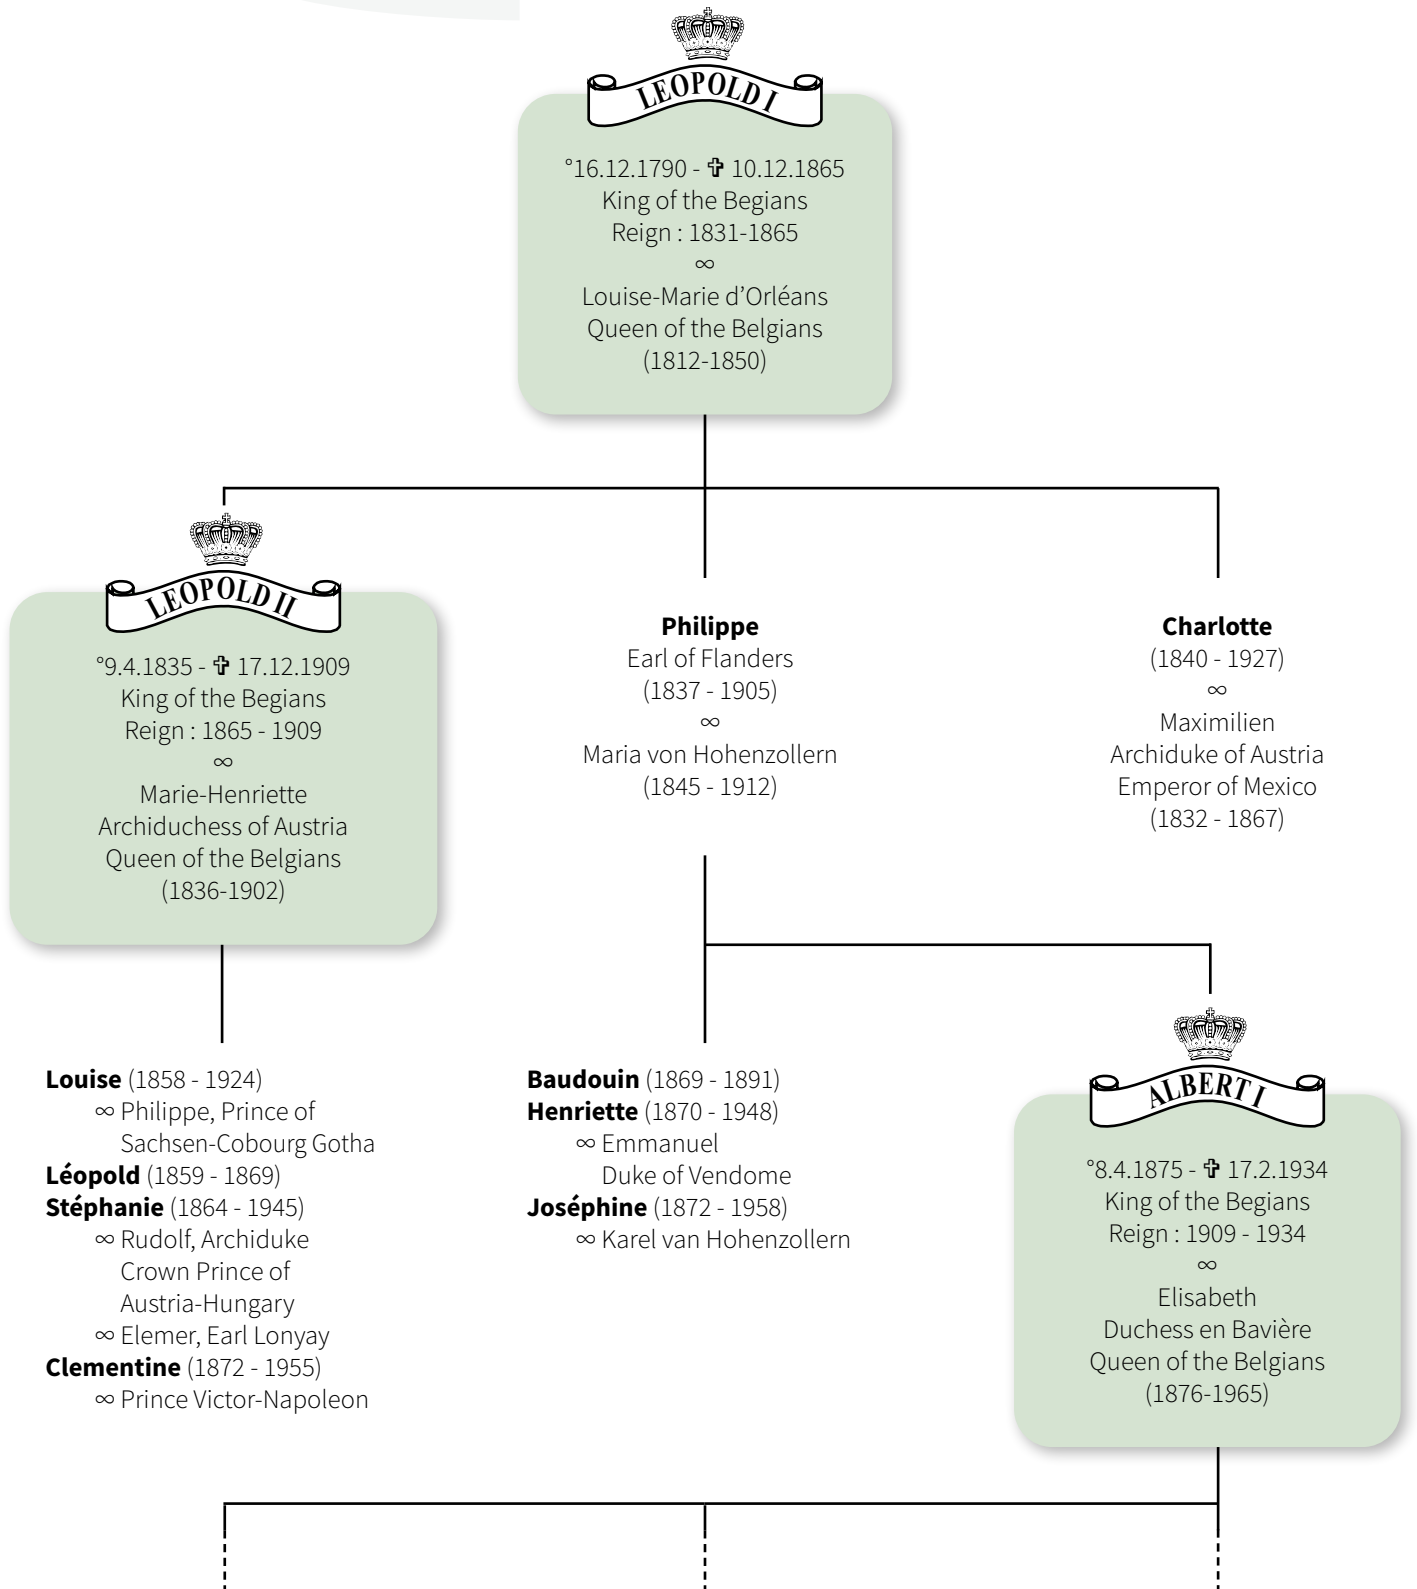 LEOPOLD I
°16.12.1790 - ✞ 10.12.1865
King of the Begians
Reign : 1831-1865
∞
Louise-Marie d’Orléans
Queen of the Belgians
(1812-1850)
LEOPOLD II
°9.4.1835 - ✞ 17.12.1909
King of the Begians
Reign : 1865 - 1909
∞
Marie-Henriette
Archiduchess of Austria
Queen of the Belgians
(1836-1902)
Philippe
Earl of Flanders
(1837 - 1905)
∞
Maria von Hohenzollern
(1845 - 1912)
Charlotte
(1840 - 1927)
∞
Maximilien
Archiduke of Austria
Emperor of Mexico
(1832 - 1867)
Louise (1858 - 1924)
∞ Philippe, Prince of
Sachsen-Cobourg Gotha
Léopold (1859 - 1869)
Stéphanie (1864 - 1945)
∞ Rudolf, Archiduke
Crown Prince of
Austria-Hungary
∞ Elemer, Earl Lonyay
Clementine (1872 - 1955)
∞ Prince Victor-Napoleon
Baudouin (1869 - 1891)
Henriette (1870 - 1948)
∞ Emmanuel
Duke of Vendome
Joséphine (1872 - 1958)
∞ Karel van Hohenzollern
ALBERT I
°8.4.1875 - ✞ 17.2.1934
King of the Begians
Reign : 1909 - 1934
∞
Elisabeth
Duchess en Bavière
Queen of the Belgians
(1876-1965)